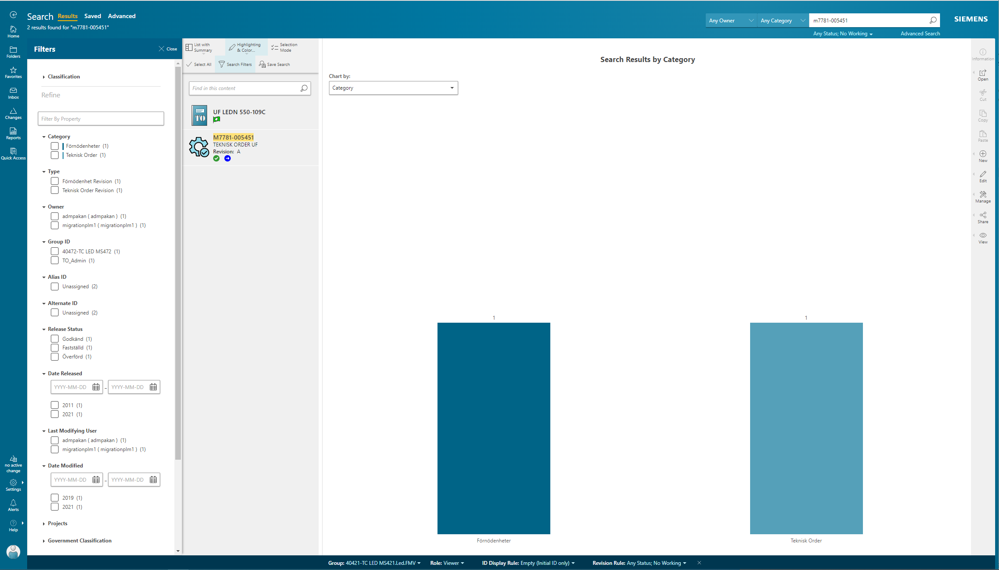 Search Results Saved Advanced
2 results found for "m7781-005451"
Any Owner
Any Category
m7781-005451
SIEMENS
Any Status; No Working
Advanced Search
Home
Folders
Favorites
Inbox
Changes
Reports
Quick Access
no active
change
Settings
Alerts
Help
Filters
Close
Classification
Refine
Filter By Property
Category
Förnödenheter (1)
Teknisk Order (1)
Type
Förnödenhet Revision (1)
Teknisk Order Revision (1)
Owner
admpakan ( admpakan ) (1)
migrationplm1 ( migrationplm1 ) (1)
Group ID
40472-TC LED MS472 (1)
TO_Admin (1)
Alias ID
Unassigned (2)
Alternate ID
Unassigned (2)
Release Status
Godkänd (1)
Fastställd (1)
Överförd (1)
Date Released
YYYY-MM-DD - YYYY-MM-DD
2011 (1)
2021 (1)
Last Modifying User
admpakan ( admpakan ) (1)
migrationplm1 ( migrationplm1 ) (1)
Date Modified
YYYY-MM-DD - YYYY-MM-DD
2019 (1)
2021 (1)
Projects
Government Classification
List with
Summary
Highlighting
& Color...
Selection
Mode
Select All
Search Filters
Save Search
Find in this content
TO
UF LEDN 550-109C
M7781-005451
TEKNISK ORDER UF
Revision: A
Search Results by Category
Chart by:
Category
1
1
Förnödenheter
Teknisk Order
Information
Open
Cut
Copy
Paste
New
Edit
Manage
Share
View
Group: 40421-TC LED MS421.Led.FMV Role: Viewer ID Display Rule: Empty (Initial ID only) Revision Rule: Any Status; No Working